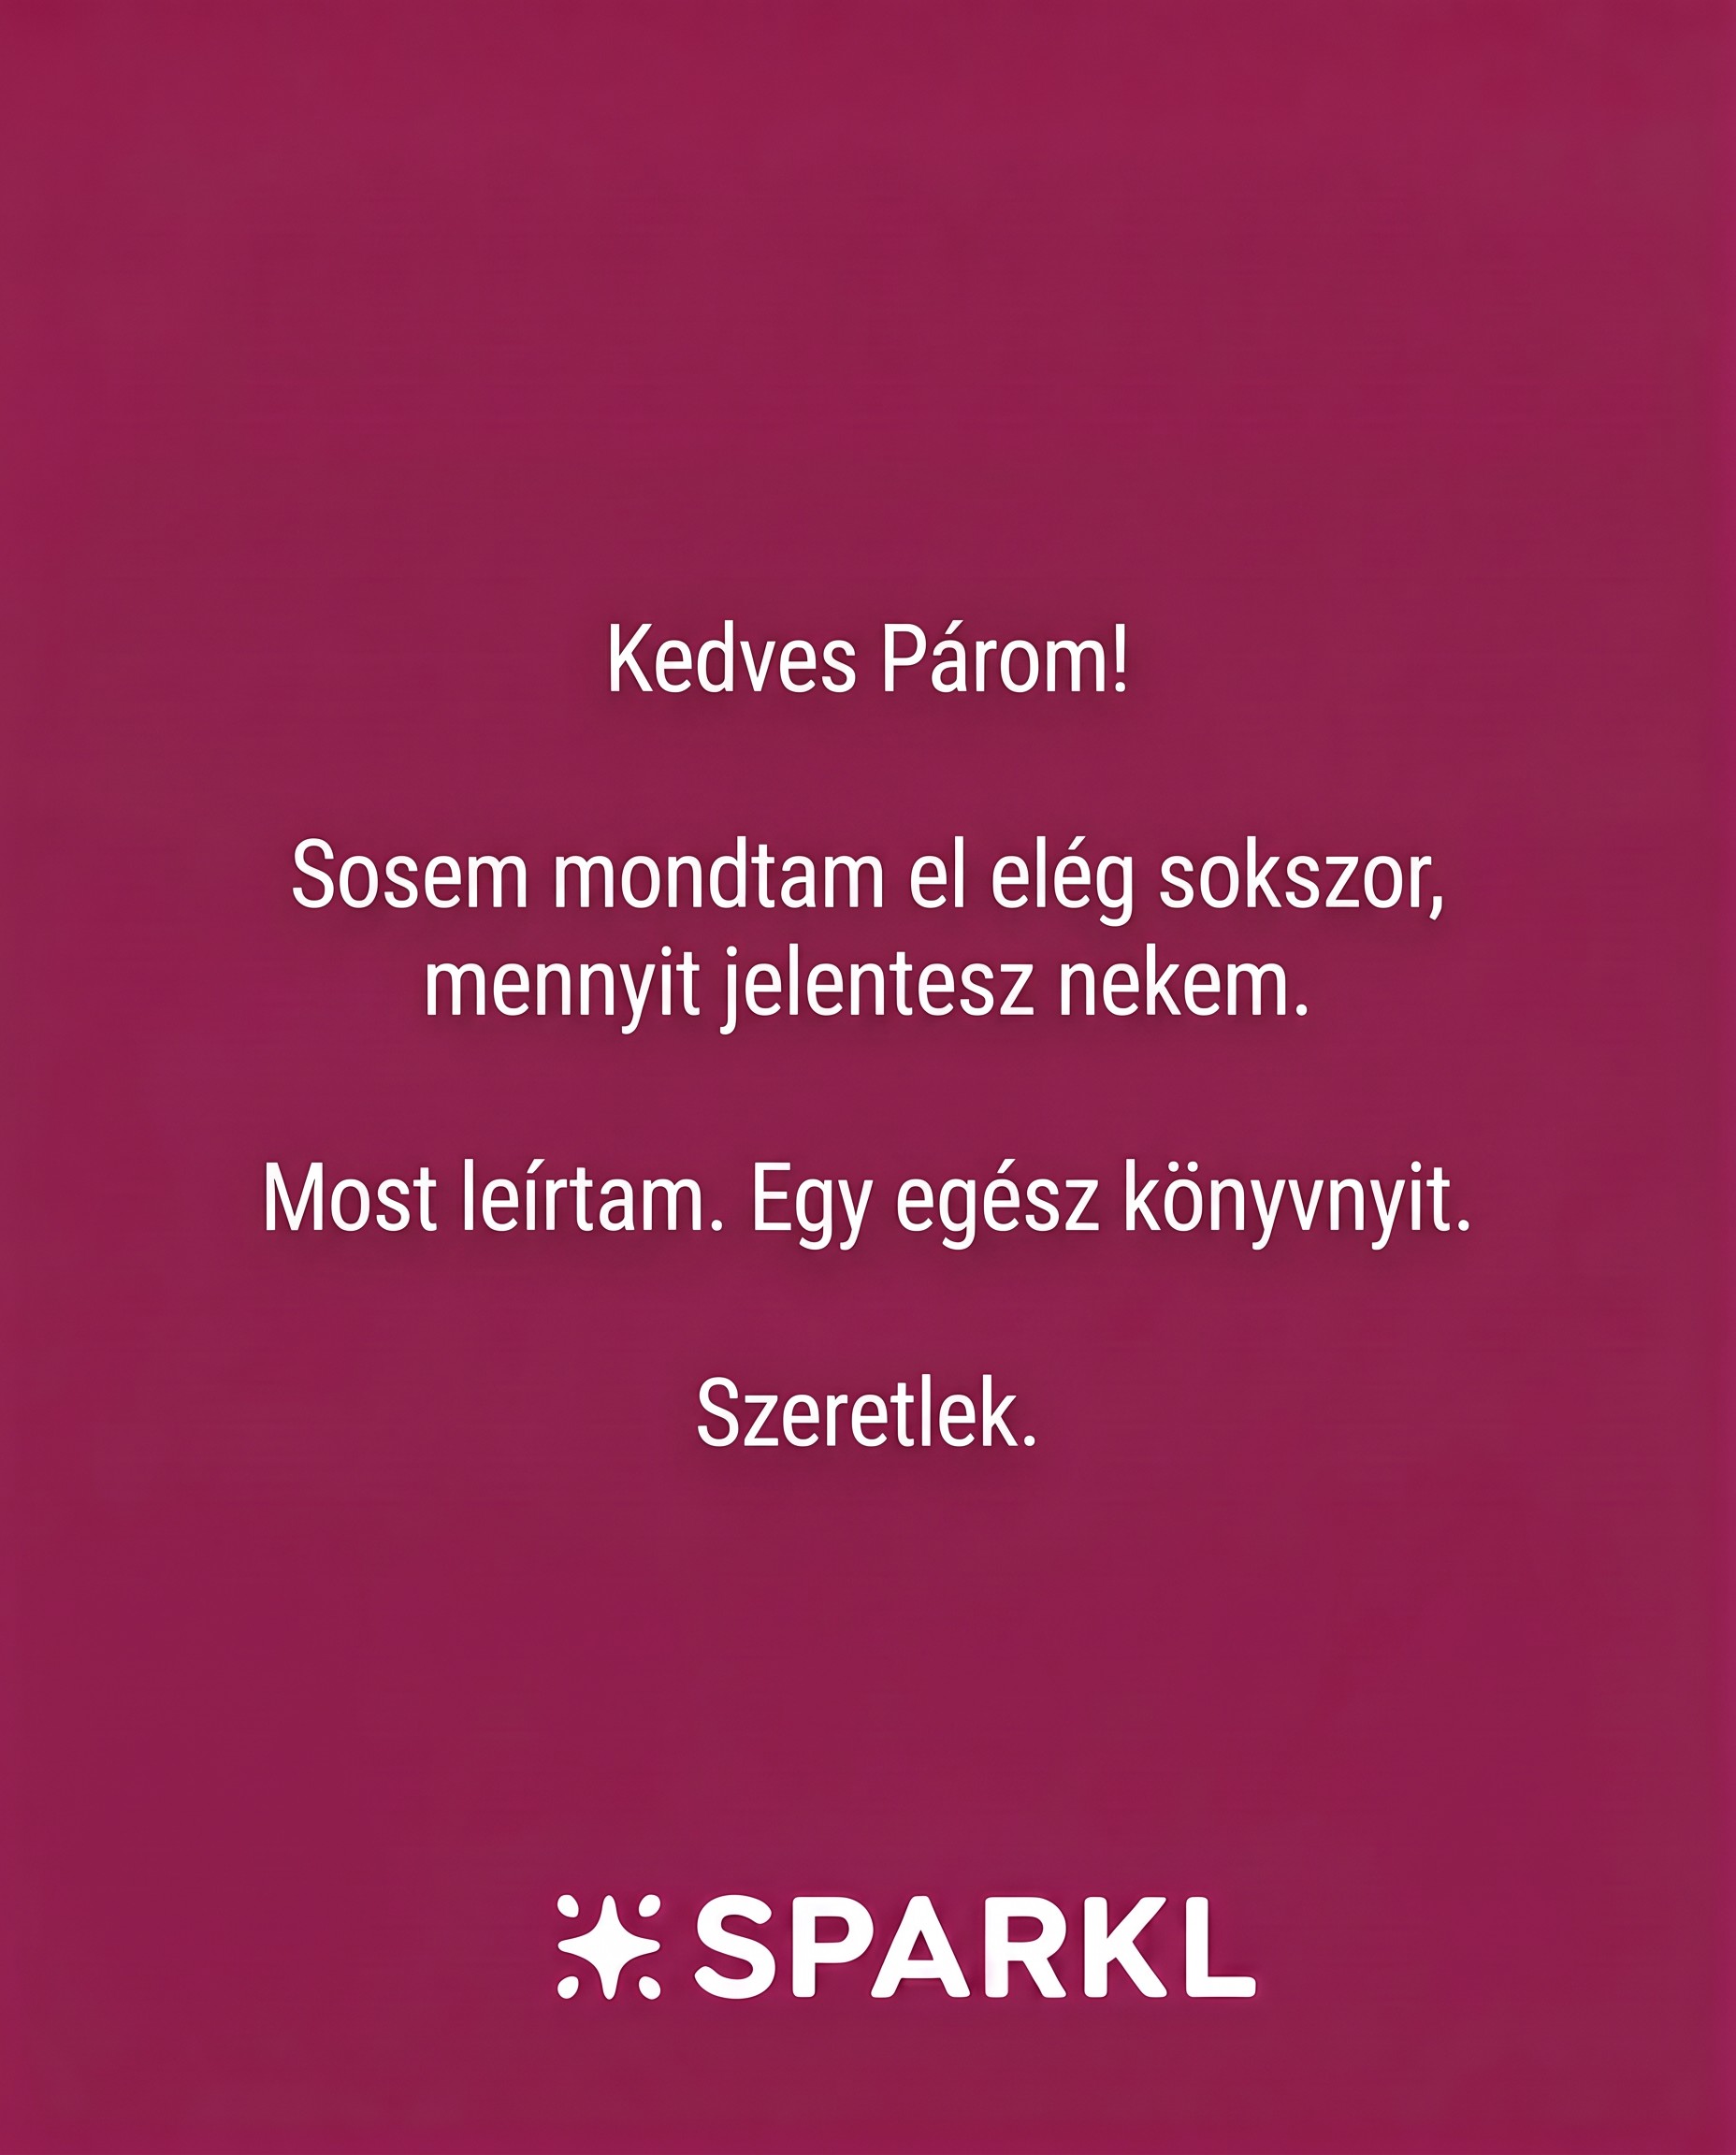 Kedves Párom!
Sosem mondtam el elég sokszor,
mennyit jelentesz nekem.
Most leírtam. Egy egész könyvnyit.
Szeretlek.
SPARKL